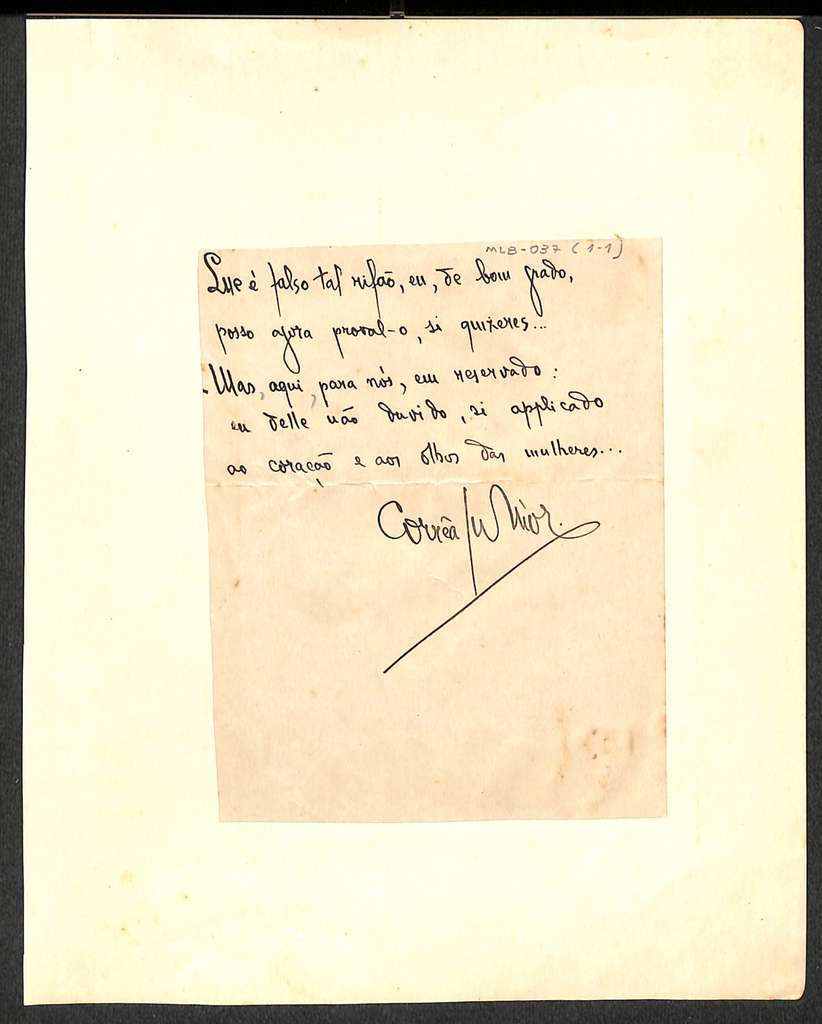 MLB-037 (1-1)
Que é falso tal rifão, eu, de bom grado,
posso agora proval-o, si quizeres...
-Mas, aqui, para nós, em reservado:
eu delle não duvido, si applicado
ao coração e aos olhos das mulheres...
Corrêa Junior.